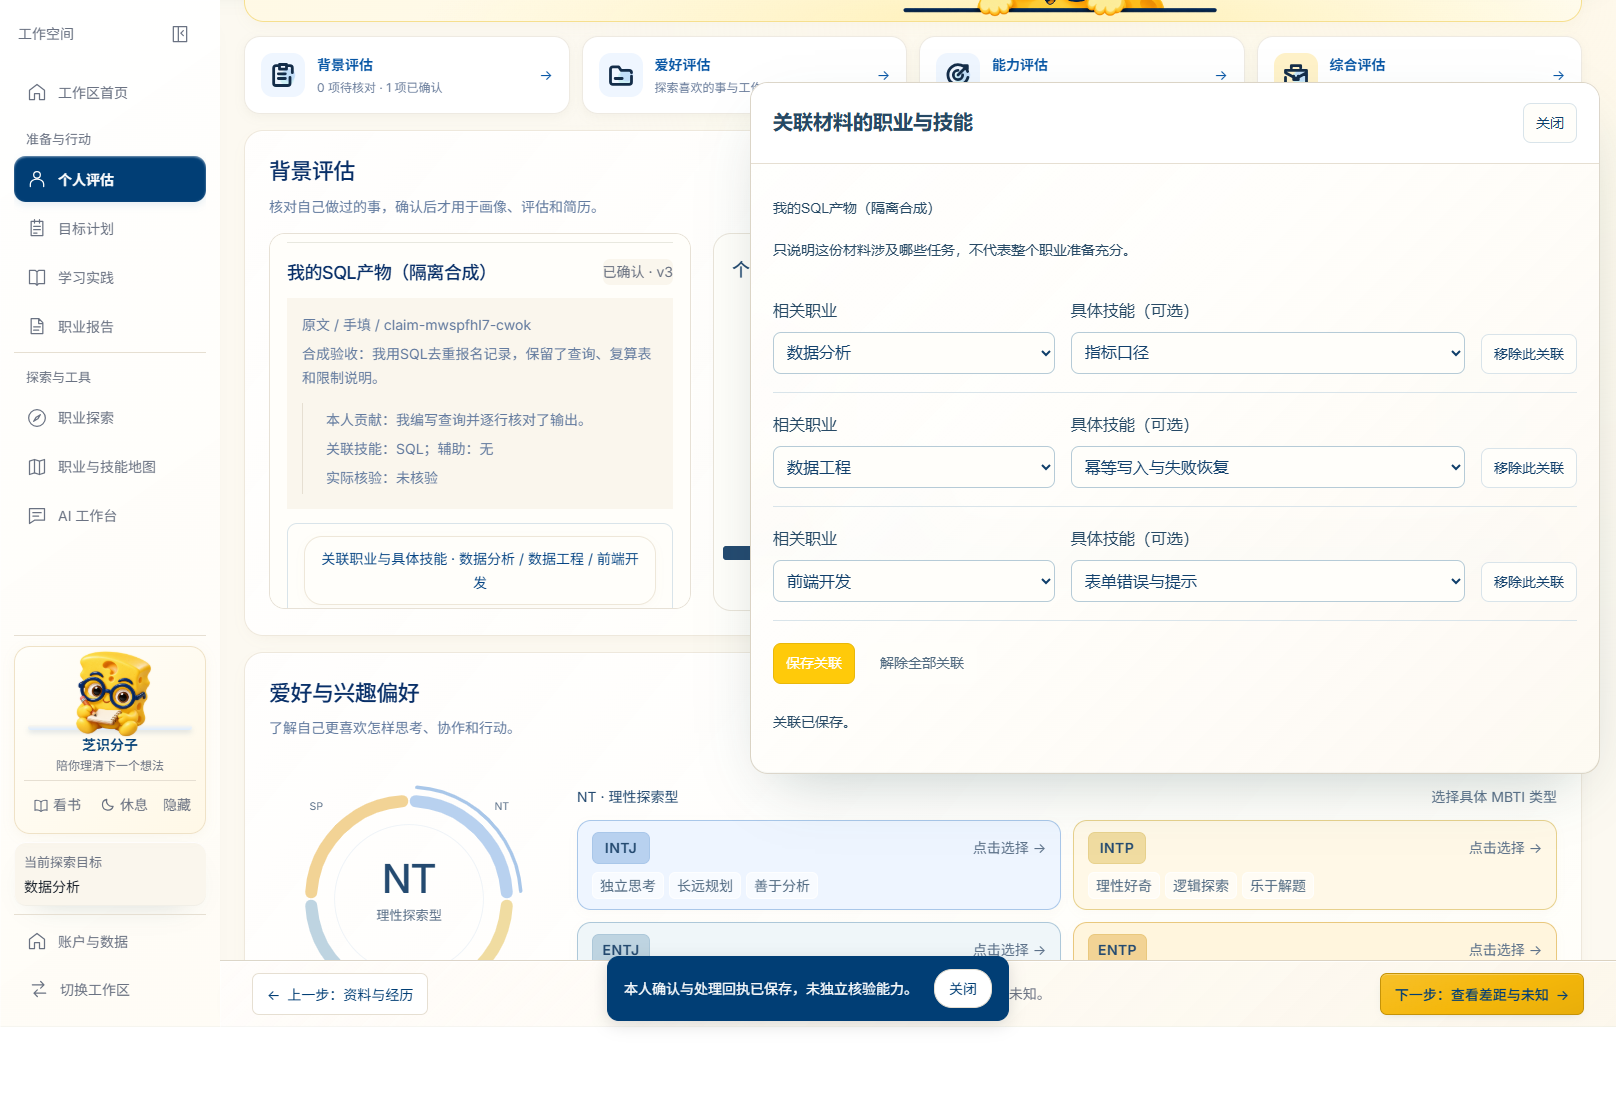 工作空间
工作区首页
准备与行动
个人评估
目标计划
学习实践
职业报告
探索与工具
职业探索
职业与技能地图
AI 工作台
芝识分子
陪你理清下一个想法
看书 休息 隐藏
当前探索目标
数据分析
账户与数据
切换工作区
背景评估
0 项待核对 · 1 项已确认
爱好评估
探索喜欢的事与工
能力评估
综合评估
背景评估
核对自己做过的事，确认后才用于画像、评估和简历。
我的SQL产物（隔离合成）
已确认 · v3
原文 / 手填 / claim-mwspfhl7-cwok
合成验收：我用SQL去重报名记录，保留了查询、复算表
和限制说明。
本人贡献：我编写查询并逐行核对了输出。
关联技能：SQL；辅助：无
实际核验：未核验
关联职业与具体技能 · 数据分析 / 数据工程 / 前端开
发
个
关联材料的职业与技能
关闭
我的SQL产物（隔离合成）
只说明这份材料涉及哪些任务，不代表整个职业准备充分。
相关职业 具体技能（可选）
数据分析 指标口径 移除此关联
相关职业 具体技能（可选）
数据工程 幂等写入与失败恢复 移除此关联
相关职业 具体技能（可选）
前端开发 表单错误与提示 移除此关联
保存关联 解除全部关联
关联已保存。
爱好与兴趣偏好
了解自己更喜欢怎样思考、协作和行动。
SP NT
NT
理性探索型
NT · 理性探索型 选择具体 MBTI 类型
INTJ 点击选择 →
独立思考 长远规划 善于分析
INTP 点击选择 →
理性好奇 逻辑探索 乐于解题
ENTJ 点击选择 →
ENTP 点击选择 →
← 上一步：资料与经历
本人确认与处理回执已保存，未独立核验能力。 关闭
未知。
下一步：查看差距与未知 →